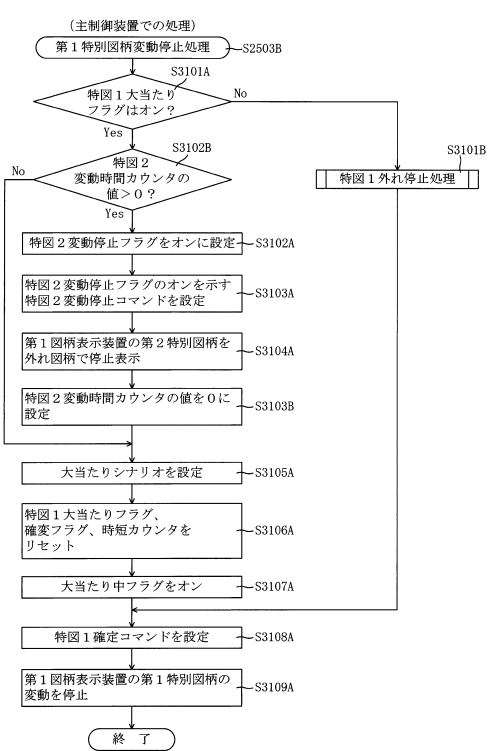 (主制御装置での処理)
第1特別図柄変動停止処理
S2503B
S3101A
特図1大当たり
フラグはオン?
No
Yes
S3102B
特図2
変動時間カウンタの
値>0?
No
Yes
S3101B
特図1外れ停止処理
特図2変動停止フラグをオンに設定
S3102A
特図2変動停止フラグのオンを示す
特図2変動停止コマンドを設定
S3103A
第1図柄表示装置の第2特別図柄を
外れ図柄で停止表示
S3104A
特図2変動時間カウンタの値を0に
設定
S3103B
大当たりシナリオを設定
S3105A
特図1大当たりフラグ、
確変フラグ、時短カウンタを
リセット
S3106A
大当たり中フラグをオン
S3107A
特図1確定コマンドを設定
S3108A
第1図柄表示装置の第1特別図柄の
変動を停止
S3109A
終 了